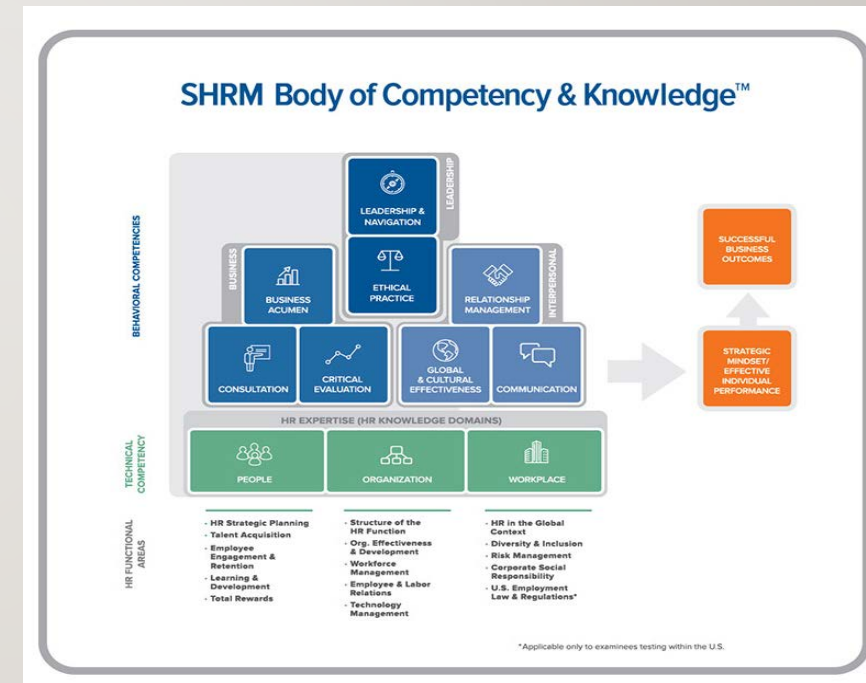 SHRM Body of Competency & Knowledge™
BEHAVIORAL COMPETENCIES
LEADERSHIP
LEADERSHIP &
NAVIGATION
ETHICAL
PRACTICE
BUSINESS
BUSINESS
ACUMEN
RELATIONSHIP
MANAGEMENT
INTERPERSONAL
CONSULTATION
CRITICAL
EVALUATION
GLOBAL
& CULTURAL
EFFECTIVENESS
COMMUNICATION
SUCCESSFUL
BUSINESS
OUTCOMES
STRATEGIC
MINDSET/
EFFECTIVE
INDIVIDUAL
PERFORMANCE
TECHNICAL
COMPETENCY
HR EXPERTISE (HR KNOWLEDGE DOMAINS)
PEOPLE
ORGANIZATION
WORKPLACE
HR FUNCTIONAL
AREAS
• HR Strategic Planning
• Talent Acquisition
• Employee
Engagement &
Retention
• Learning &
Development
• Total Rewards
• Structure of the
HR Function
• Org. Effectiveness
& Development
• Workforce
Management
• Employee & Labor
Relations
• Technology
Management
• HR in the Global
Context
• Diversity & Inclusion
• Risk Management
• Corporate Social
Responsibility
• U.S. Employment
Law & Regulations*
*Applicable only to examinees testing within the U.S.